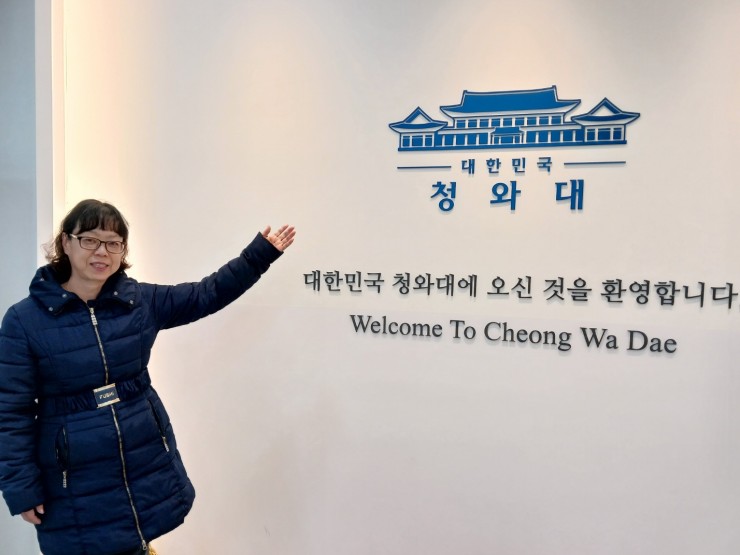 대한민국
청와대
대한민국 청와대에 오신 것을 환영합니다.
Welcome To Cheong Wa Dae